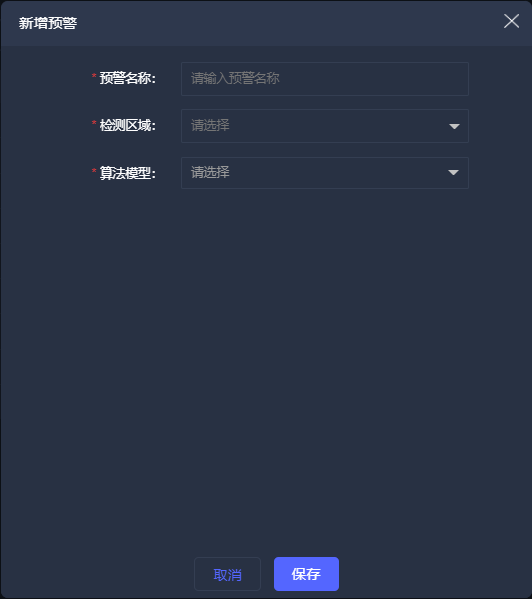 新增预警
* 预警名称： 请输入预警名称
* 检测区域： 请选择
* 算法模型： 请选择
取消 保存